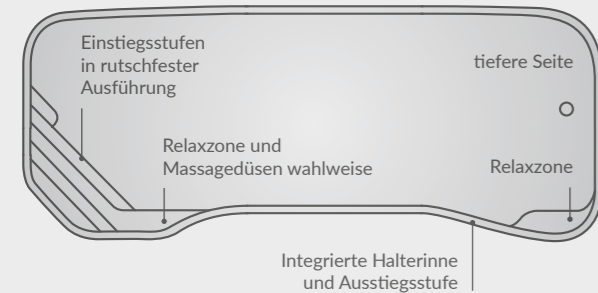 Einstiegsstufen
in rutschfester
Ausführung
tiefere Seite
Relaxzone und
Massagedüsen wahlweise
Relaxzone
Integrierte Halterinne
und Ausstiegsstufe